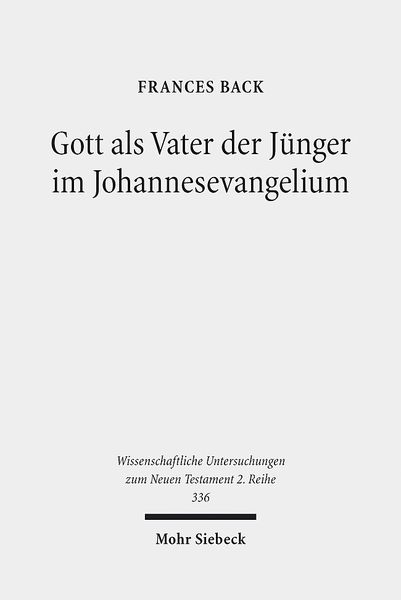 FRANCES BACK
Gott als Vater der Jünger
im Johannesevangelium
Wissenschaftliche Untersuchungen
zum Neuen Testament 2. Reihe
336
Mohr Siebeck